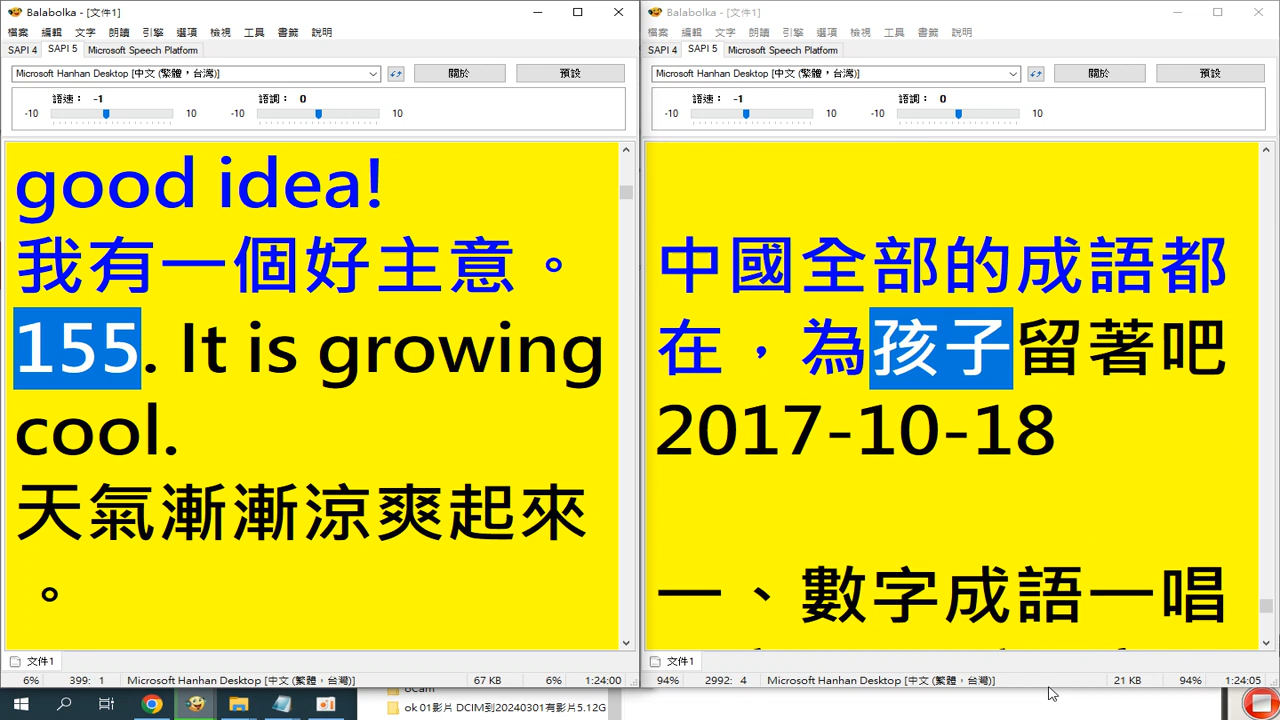 Balabolka - [文件1]
檔案 編輯 文字 朗讀 引擎 選項 檢視 工具 書籤 說明
SAPI 4 SAPI 5 Microsoft Speech Platform
Microsoft Hanhan Desktop [中文 (繁體，台灣)] 關於 預設
語速： -1 語調： 0
-10 10 -10 10
good idea!
我有一個好主意。
155. It is growing
cool.
天氣漸漸涼爽起來
。
文件1
6% 399: 1 Microsoft Hanhan Desktop [中文 (繁體，台灣)] 67 KB 6% 1:24:00
Balabolka - [文件1]
檔案 編輯 文字 朗讀 引擎 選項 檢視 工具 書籤 說明
SAPI 4 SAPI 5 Microsoft Speech Platform
Microsoft Hanhan Desktop [中文 (繁體，台灣)] 關於 預設
語速： -1 語調： 0
-10 10 -10 10
中國全部的成語都
在，為孩子留著吧
2017-10-18
一、數字成語一唱
文件1
94% 2992: 4 Microsoft Hanhan Desktop [中文 (繁體，台灣)] 21 KB 94% 1:24:05
oCam
ok 01影片 DCIM到20240301有影片5.12G